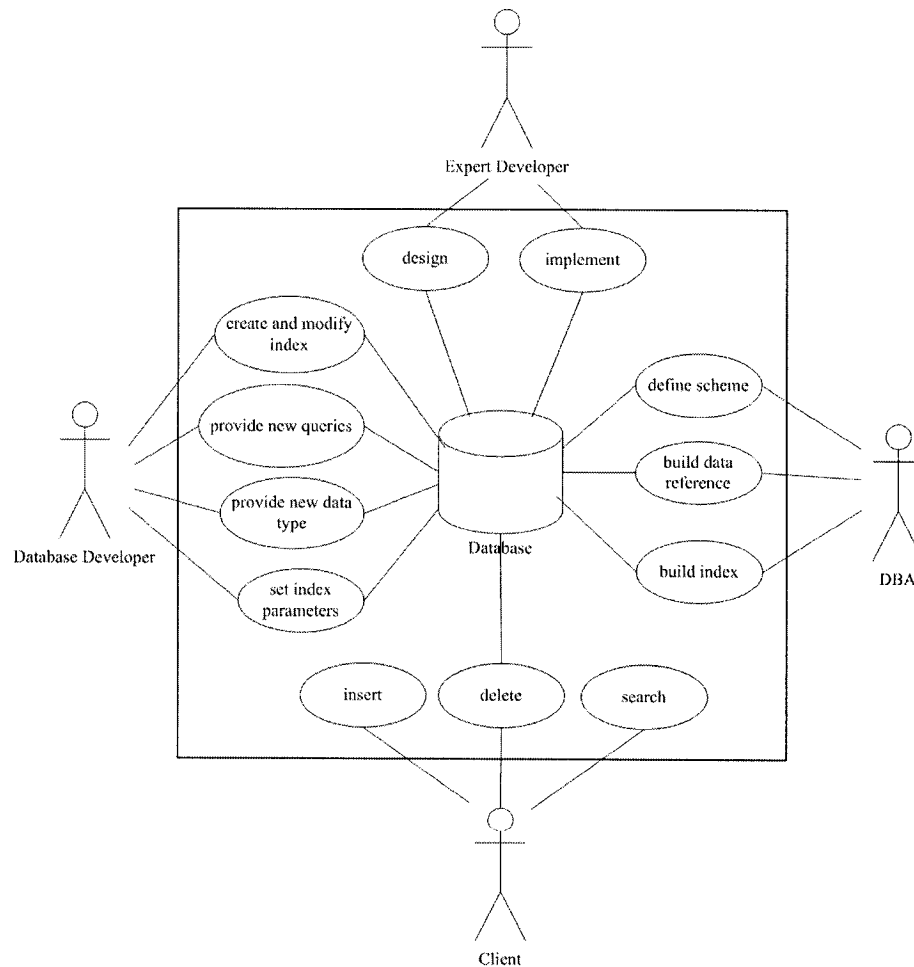 Expert Developer
design
implement
create and modify
index
define scheme
provide new queries
build data
reference
provide new data
type
Database
Database Developer
build index
DBA
set index
parameters
insert
delete
search
Client